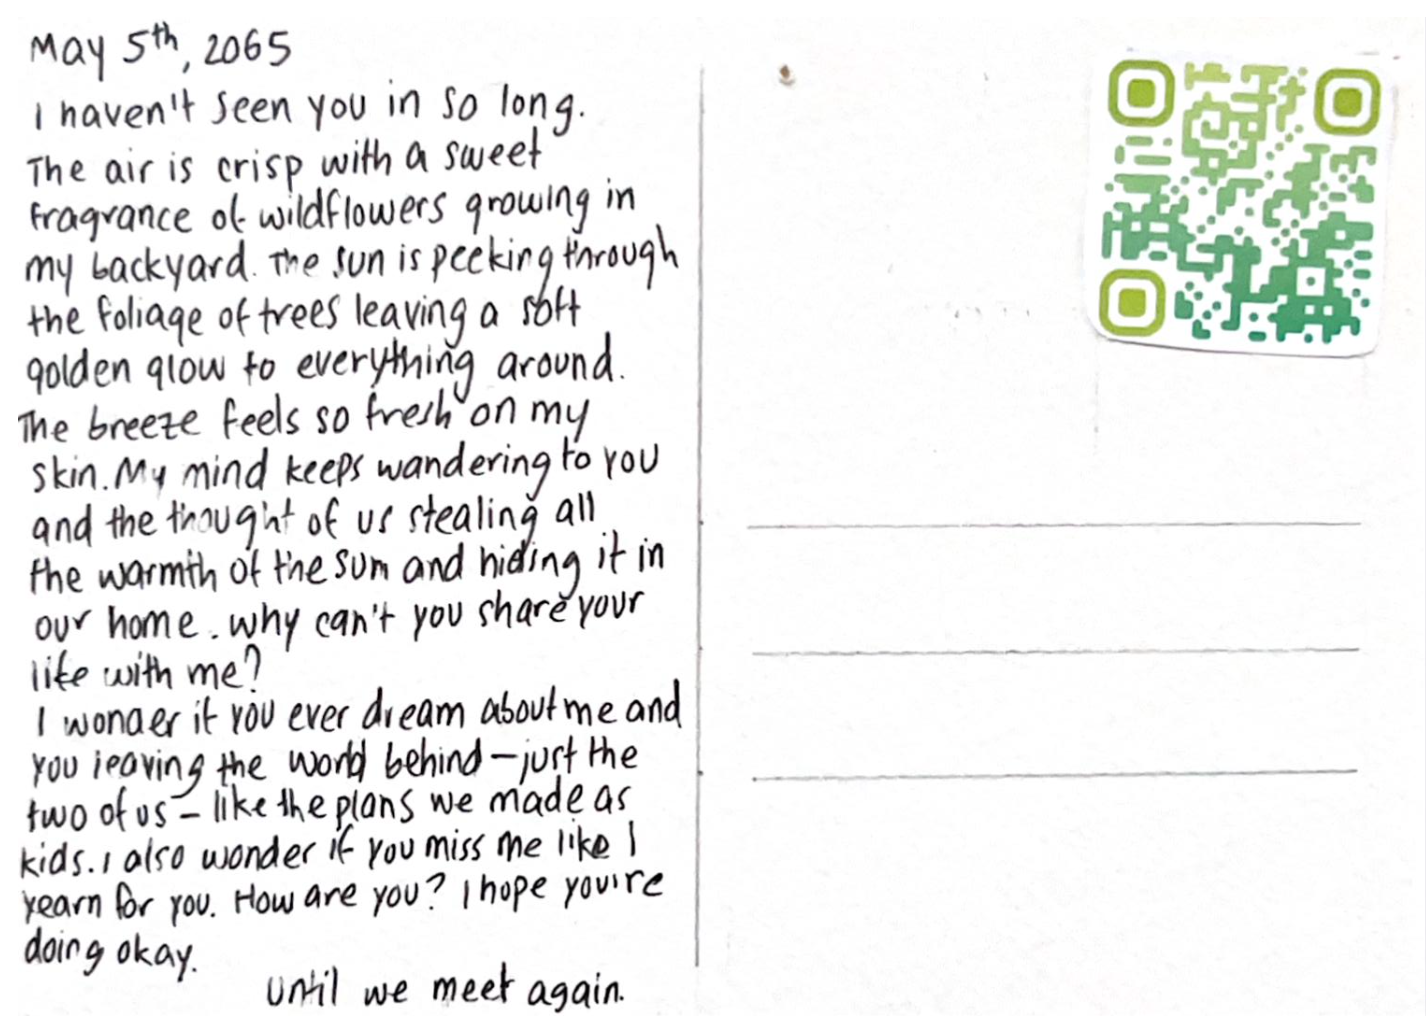 May 5th, 2065
I haven't seen you in so long.
The air is crisp with a sweet
fragrance of wildflowers growing in
my backyard. The sun is peeking through
the foliage of trees leaving a soft
golden glow to everything around.
The breeze feels so fresh on my
skin. My mind keeps wandering to you
and the thought of us stealing all
the warmth of the sum and hiding it in
our home. why can't you share your
life with me?
I wonder if you ever dream about me and
you leaving the world behind – just the
two of us – like the plans we made as
kids. I also wonder if you miss me like I
yearn for you. How are you? I hope you're
doing okay.
until we meet again.